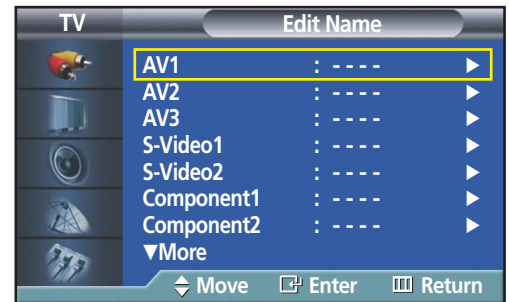 TV Edit Name
AV1 : - - - - ▶
AV2 : - - - - ▶
AV3 : - - - - ▶
S-Video1 : - - - - ▶
S-Video2 : - - - - ▶
Component1 : - - - - ▶
Component2 : - - - - ▶
▼More
Move Enter Return